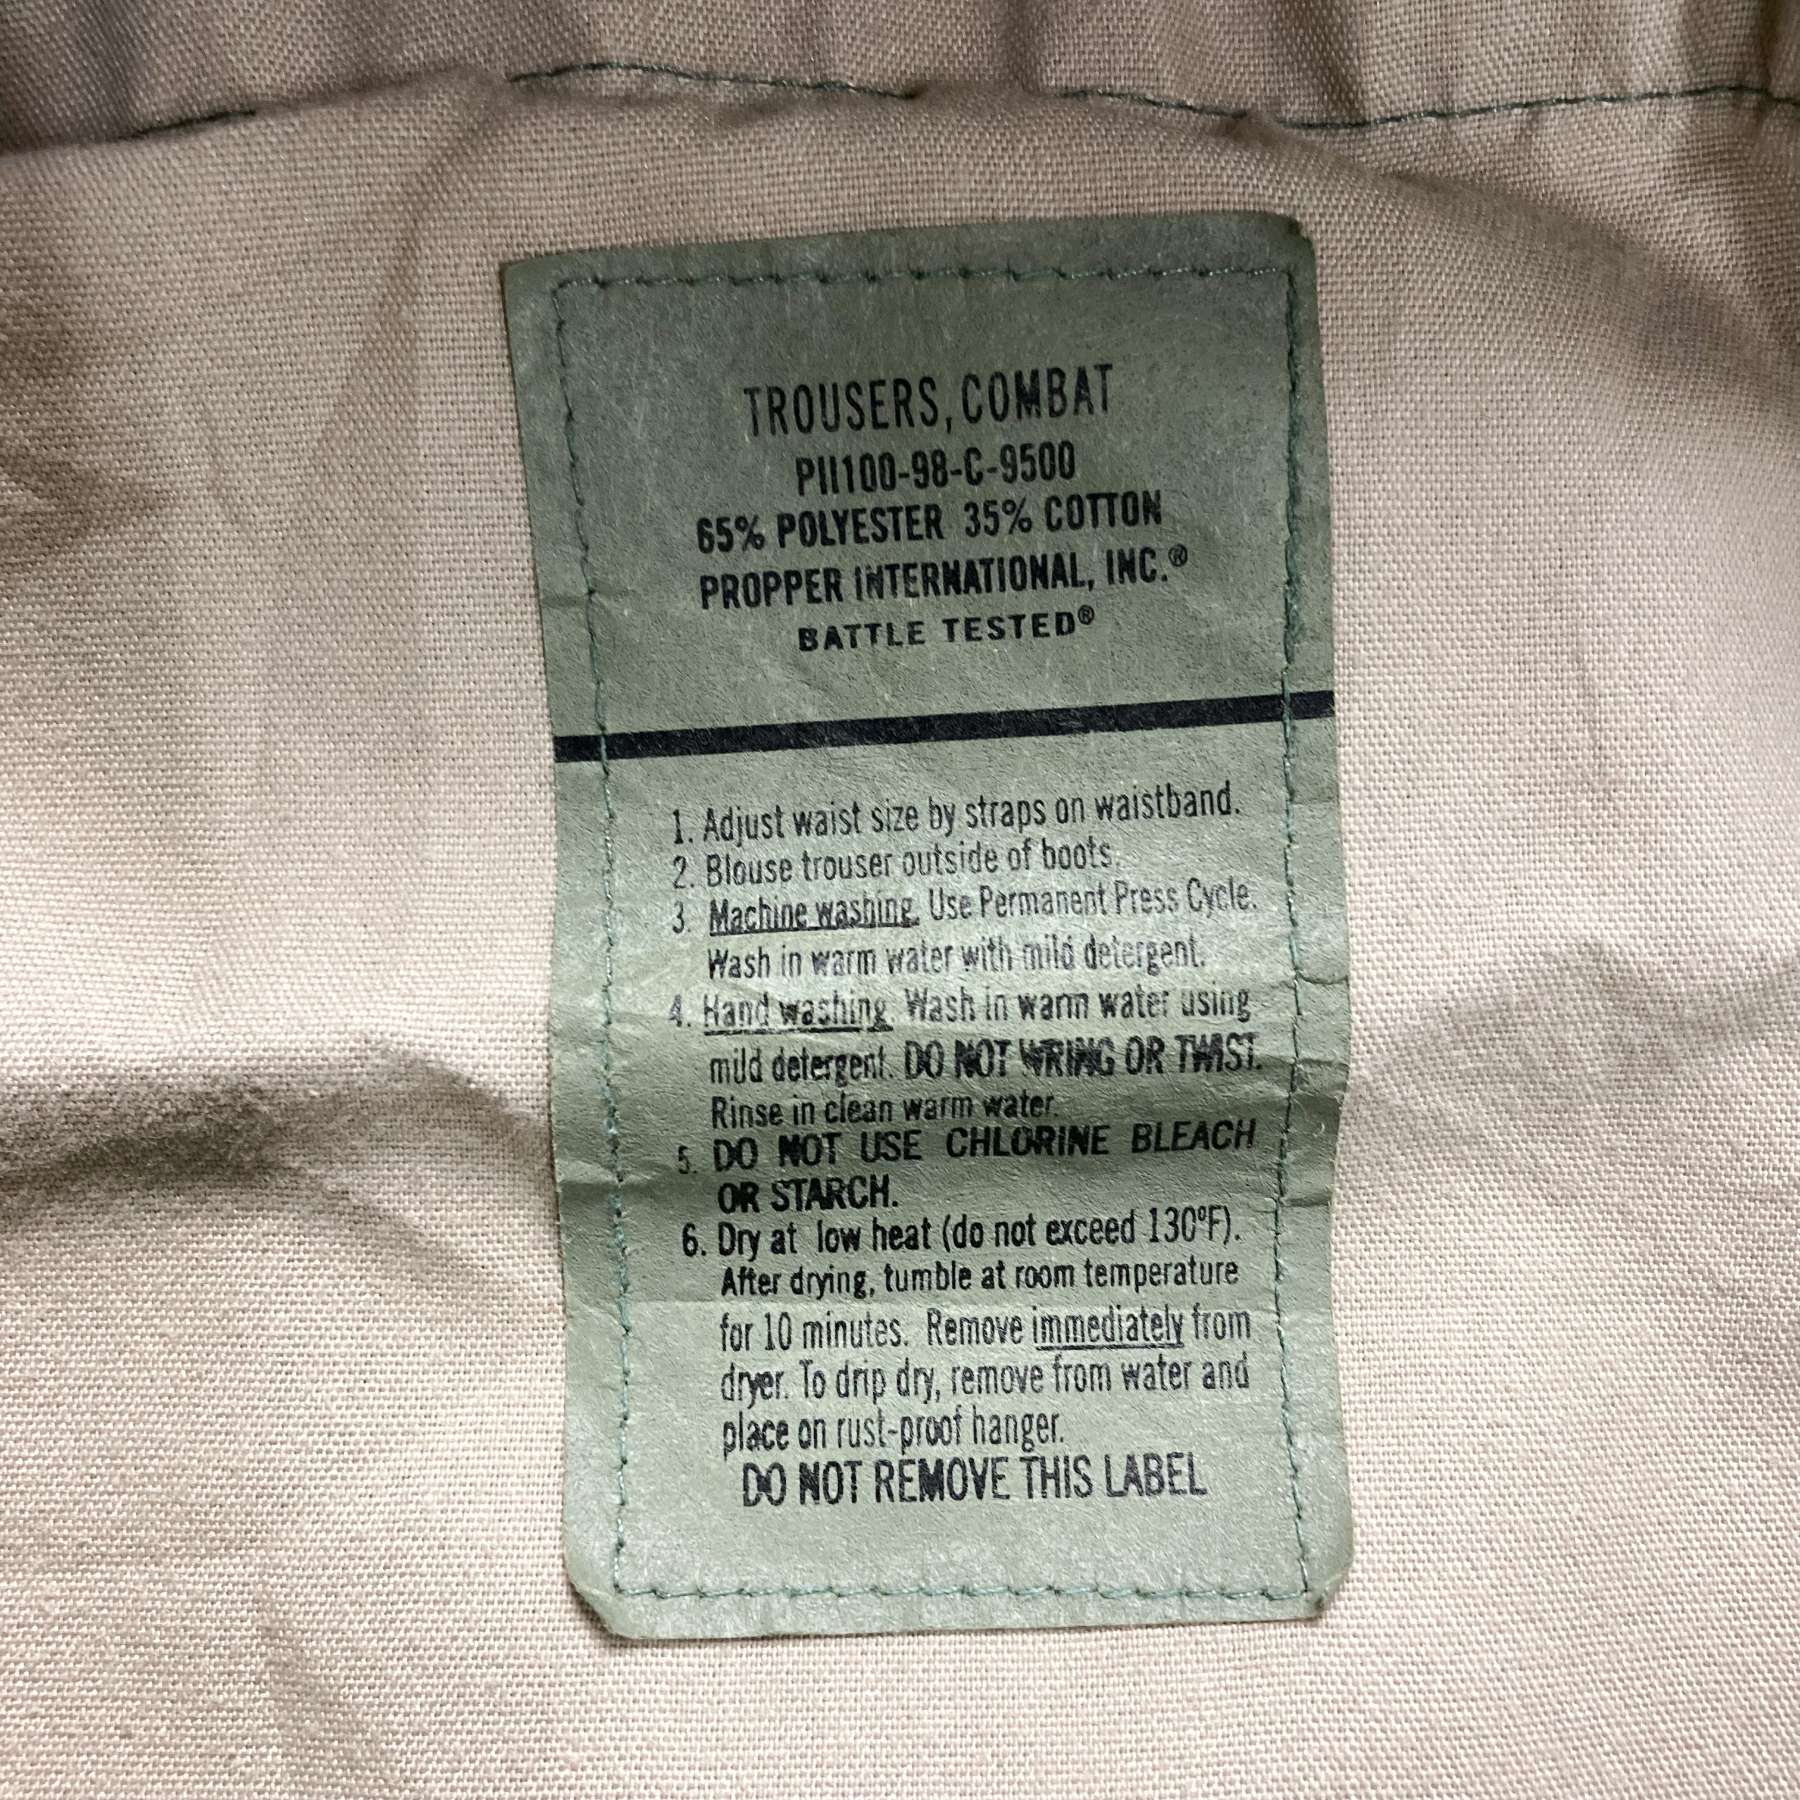 TROUSERS, COMBAT
PII100-98-C-9500
65% POLYESTER 35% COTTON
PROPPER INTERNATIONAL, INC.®
BATTLE TESTED®
1. Adjust waist size by straps on waistband.
2. Blouse trouser outside of boots.
3. Machine washing. Use Permanent Press Cycle.
Wash in warm water with mild detergent.
4. Hand washing. Wash in warm water using
mild detergent. DO NOT WRING OR TWIST.
Rinse in clean warm water.
5. DO NOT USE CHLORINE BLEACH
OR STARCH.
6. Dry at low heat (do not exceed 130°F).
After drying, tumble at room temperature
for 10 minutes. Remove immediately from
dryer. To drip dry, remove from water and
place on rust-proof hanger.
DO NOT REMOVE THIS LABEL